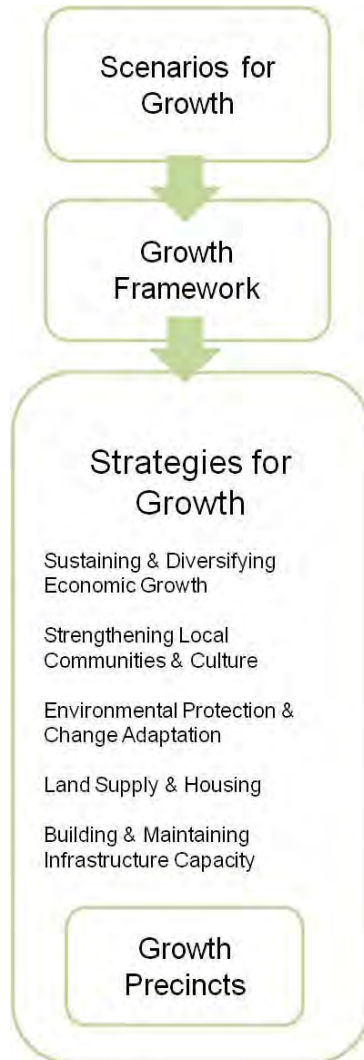 Scenarios for
Growth
Growth
Framework
Strategies for
Growth
Sustaining & Diversifying
Economic Growth
Strengthening Local
Communities & Culture
Environmental Protection &
Change Adaptation
Land Supply & Housing
Building & Maintaining
Infrastructure Capacity
Growth
Precincts